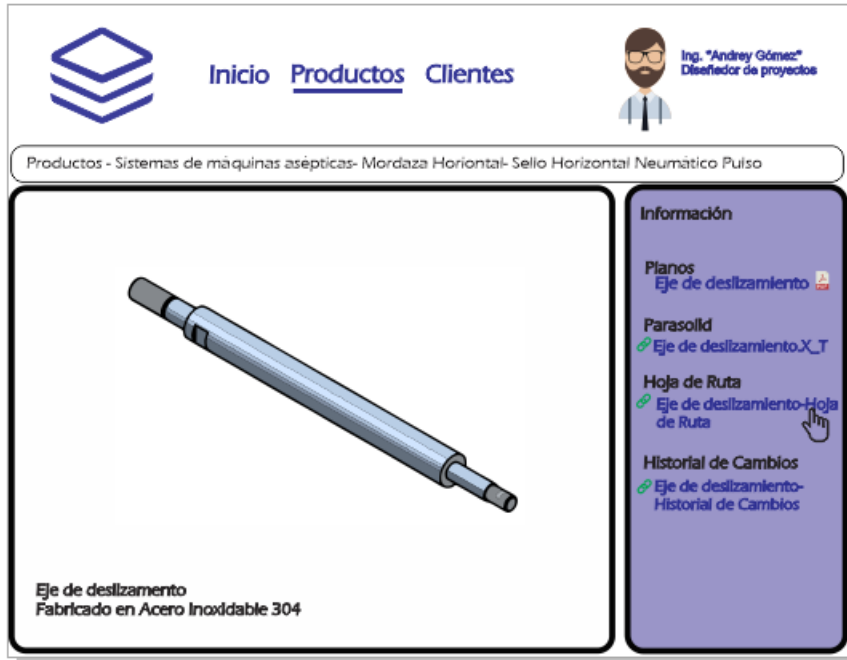 Inicio Productos Clientes
Ing. "Andrey Gómez"
Diseñedor de proyectos
Productos - Sistemas de máquinas asépticas- Mordaza Horiontal- Sello Horizontal Neumático Pulso
Información
Planos
Eje de deslizamiento
Parasolid
Eje de deslizamiento.X_T
Hoja de Ruta
Eje de deslizamiento-Hoja
de Ruta
Historial de Cambios
Eje de deslizamiento-
Historial de Cambios
Eje de deslizamento
Fabricado en Acero Inoxidable 304